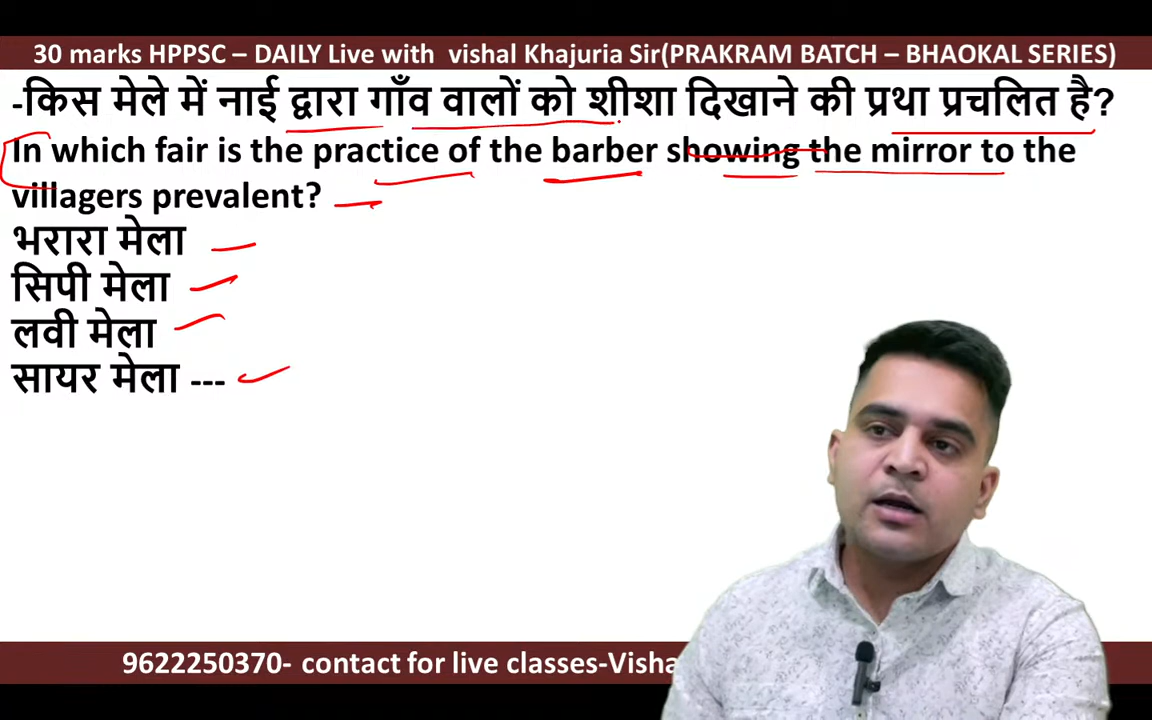 30 marks HPPSC – DAILY Live with vishal Khajuria Sir(PRAKRAM BATCH – BHAOKAL SERIES)
-किस मेले में नाई द्वारा गाँव वालों को शीशा दिखाने की प्रथा प्रचलित है?
In which fair is the practice of the barber showing the mirror to the
villagers prevalent?
भरारा मेला
सिपी मेला
लवी मेला
सायर मेला ---
9622250370- contact for live classes-Visha